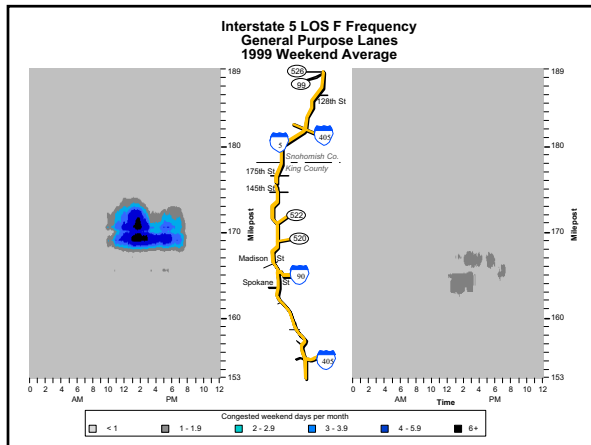 Interstate 5 LOS F Frequency
General Purpose Lanes
1999 Weekend Average
189
180
170
160
153
Milepost
0 2 4 6 8 10 12 2 4 6 8 10 12
AM PM
526
99
128th St
5
405
Snohomish Co.
King County
175th St
145th St
522
520
Madison St
90
Spokane St
405
189
180
170
160
153
Milepost
0 2 4 6 8 10 12 2 4 6 8 10 12
AM Time PM
Congested weekend days per month
< 1 1 - 1.9 2 - 2.9 3 - 3.9 4 - 5.9 6+